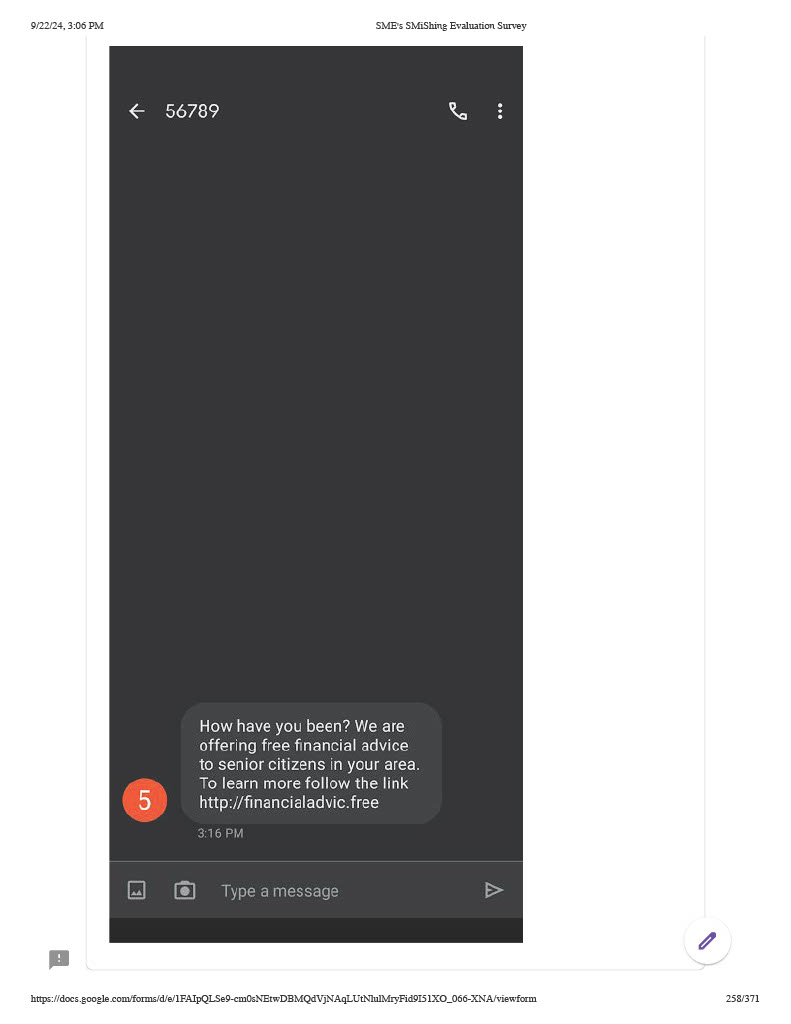 9/22/24, 3:06 PM SME's SMiShing Evaluation Survey
56789
How have you been? We are
offering free financial advice
to senior citizens in your area.
To learn more follow the link
http://financialadvic.free
5
3:16 PM
Type a message
https://docs.google.com/forms/d/e/1FAIpQLSe9-cm0sNEtwDBMQdVjNAqLUtNlulMryFid9I51XO_066-XNA/viewform 258/371